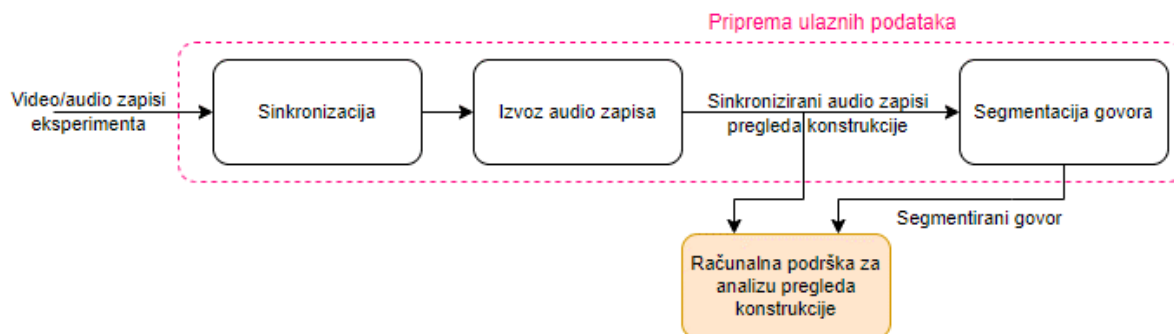 Priprema ulaznih podataka
Video/audio zapisi
eksperimenta
Sinkronizacija
Izvoz audio zapisa
Sinkronizirani audio zapisi
pregleda konstrukcije
Segmentacija govora
Segmentirani govor
Računalna podrška za
analizu pregleda
konstrukcije